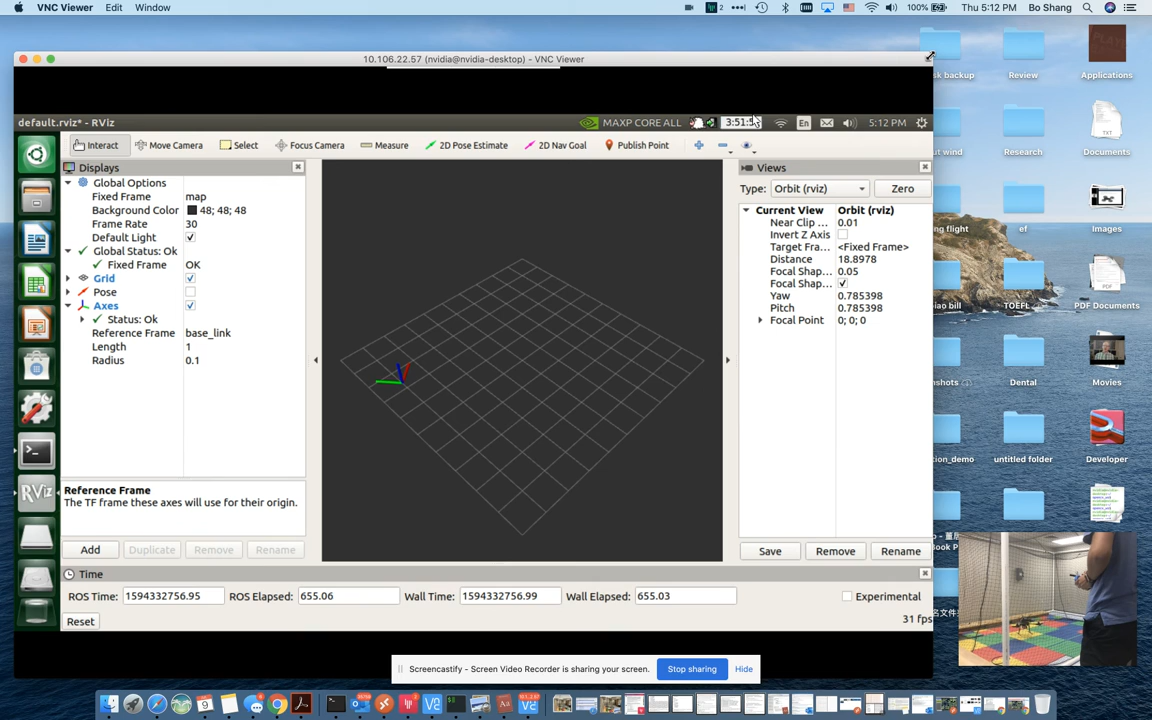 VNC Viewer Edit Window 2 100% Thu 5:12 PM Bo Shang
10.106.22.57 (nvidia@nvidia-desktop) - VNC Viewer
default.rviz* - RViz MAXP CORE ALL En 5:12 PM
Interact Move Camera Select Focus Camera Measure 2D Pose Estimate 2D Nav Goal Publish Point
Displays
Global Options
Fixed Frame map
Background Color 48; 48; 48
Frame Rate 30
Default Light
Global Status: Ok
Fixed Frame OK
Grid
Pose
Axes
Status: Ok
Reference Frame base_link
Length 1
Radius 0.1
Reference Frame
The TF frame these axes will use for their origin.
Add Duplicate Remove Rename
Views
Type: Orbit (rviz) Zero
Current View Orbit (rviz)
Near Clip ... 0.01
Invert Z Axis
Target Fra... <Fixed Frame>
Distance 18.8978
Focal Shap... 0.05
Focal Shap...
Yaw 0.785398
Pitch 0.785398
Focal Point 0; 0; 0
Save Remove Rename
Time
ROS Time: 1594332756.95 ROS Elapsed: 655.06 Wall Time: 1594332756.99 Wall Elapsed: 655.03 Experimental
Reset 31 fps
Screencastify - Screen Video Recorder is sharing your screen. Stop sharing Hide
backup Review Applications
wind Research Documents
flight ef Images
bill TOEFL PDF Documents
Dental Movies
untitled folder Developer